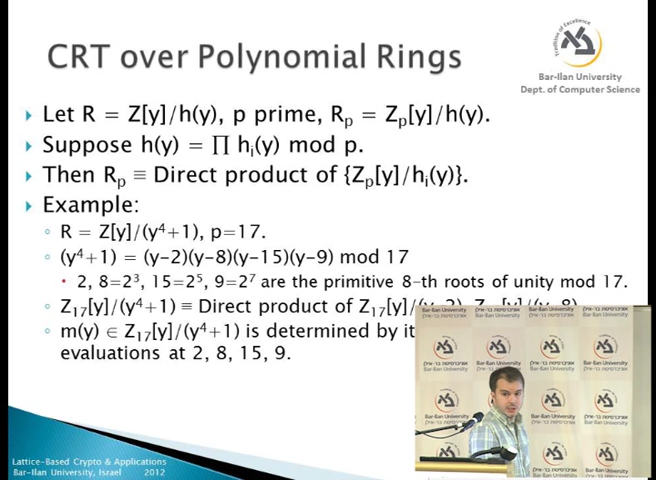 CRT over Polynomial Rings
Tradition of Excellence
Bar-Ilan University
Dept. of Computer Science
Let R = Z[y]/h(y), p prime, Rₚ = Zₚ[y]/h(y).
Suppose h(y) = ∏ hᵢ(y) mod p.
Then Rₚ ≡ Direct product of {Zₚ[y]/hᵢ(y)}.
Example:
R = Z[y]/(y⁴+1), p=17.
(y⁴+1) = (y-2)(y-8)(y-15)(y-9) mod 17
2, 8=2³, 15=2⁵, 9=2⁷ are the primitive 8-th roots of unity mod 17.
Z₁₇[y]/(y⁴+1) ≡ Direct product of Z₁₇[y]/
m(y) ∈ Z₁₇[y]/(y⁴+1) is determined by
evaluations at 2, 8, 15, 9.
Bar-Ilan University
אוניברסיטת בר-אילן
Lattice-Based Crypto & Applications
Bar-Ilan University, Israel 2012